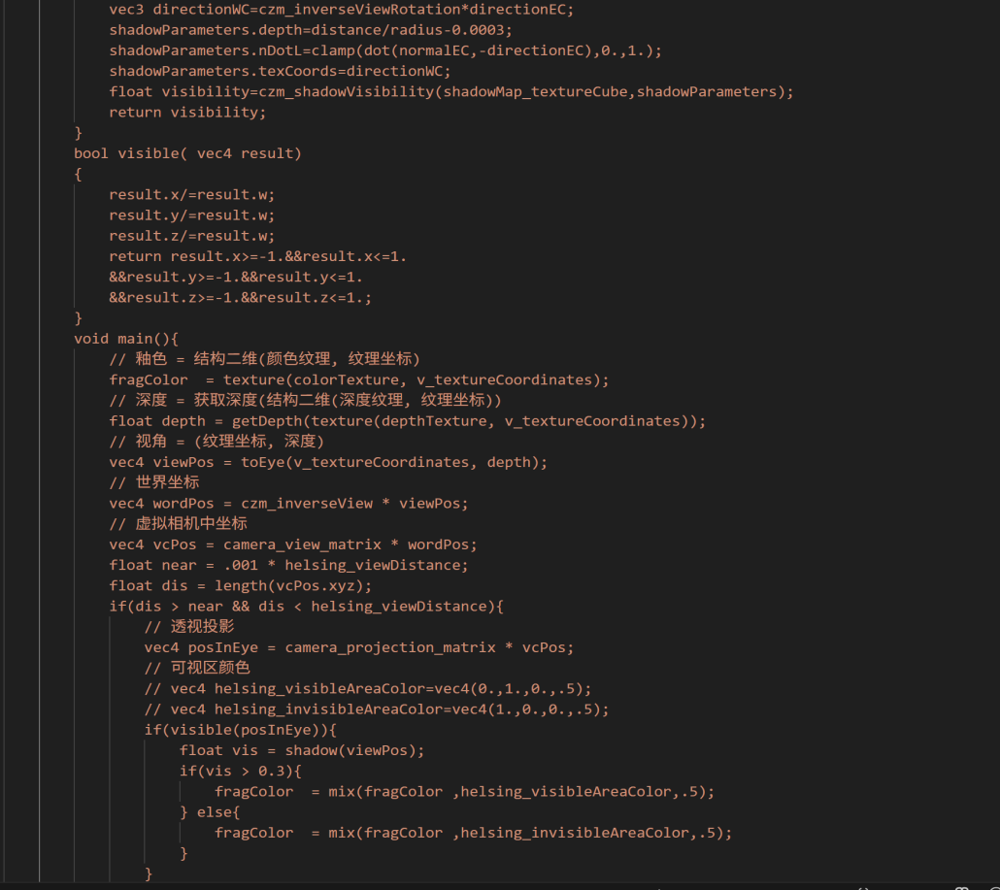 vec3 directionWC=czm_inverseViewRotation*directionEC;
shadowParameters.depth=distance/radius-0.0003;
shadowParameters.nDotL=clamp(dot(normalEC,-directionEC),0.,1.);
shadowParameters.texCoords=directionWC;
float visibility=czm_shadowVisibility(shadowMap_textureCube,shadowParameters);
return visibility;
}
bool visible( vec4 result)
{
result.x/=result.w;
result.y/=result.w;
result.z/=result.w;
return result.x>=-1.&&result.x<=1.
&&result.y>=-1.&&result.y<=1.
&&result.z>=-1.&&result.z<=1.;
}
void main(){
// 釉色 = 结构二维(颜色纹理, 纹理坐标)
fragColor  = texture(colorTexture, v_textureCoordinates);
// 深度 = 获取深度(结构二维(深度纹理, 纹理坐标))
float depth = getDepth(texture(depthTexture, v_textureCoordinates));
// 视角 = (纹理坐标, 深度)
vec4 viewPos = toEye(v_textureCoordinates, depth);
// 世界坐标
vec4 wordPos = czm_inverseView * viewPos;
// 虚拟相机中坐标
vec4 vcPos = camera_view_matrix * wordPos;
float near = .001 * helsing_viewDistance;
float dis = length(vcPos.xyz);
if(dis > near && dis < helsing_viewDistance){
// 透视投影
vec4 posInEye = camera_projection_matrix * vcPos;
// 可视区颜色
// vec4 helsing_visibleAreaColor=vec4(0.,1.,0.,.5);
// vec4 helsing_invisibleAreaColor=vec4(1.,0.,0.,.5);
if(visible(posInEye)){
float vis = shadow(viewPos);
if(vis > 0.3){
fragColor  = mix(fragColor ,helsing_visibleAreaColor,.5);
} else{
fragColor  = mix(fragColor ,helsing_invisibleAreaColor,.5);
}
}